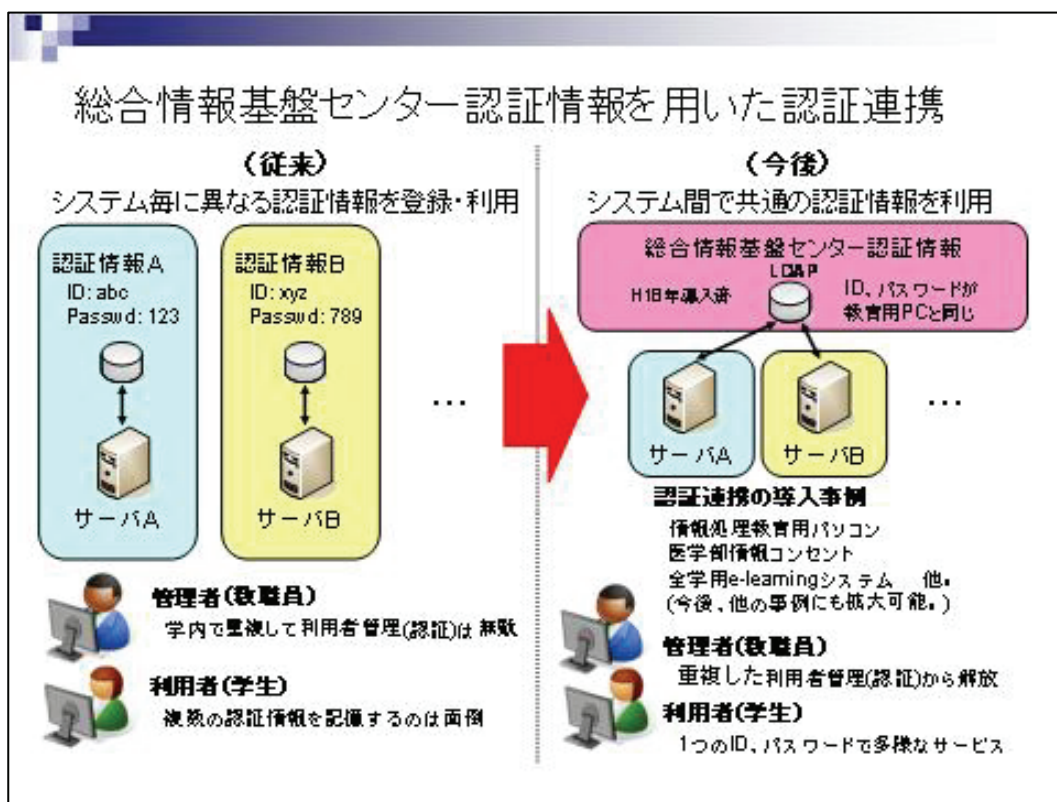 総合情報基盤センター認証情報を用いた認証連携
(従来)
システム毎に異なる認証情報を登録・利用
認証情報A
ID: abc
Passwd: 123
サーバA
認証情報B
ID: xyz
Passwd: 789
サーバB
…
管理者(教職員)
学内で重複して利用者管理(認証)は無駄
利用者(学生)
複数の認証情報を記憶するのは面倒
(今後)
システム間で共通の認証情報を利用
総合情報基盤センター認証情報
LDAP
H18年導入済
ID、パスワードが
教育用PCと同じ
サーバA
サーバB
…
認証連携の導入事例
情報処理教育用パソコン
医学部情報コンセント
全学用e-learningシステム 他。
(今後、他の事例にも拡大可能。)
管理者(教職員)
重複した利用者管理(認証)から解放
利用者(学生)
1つのID、パスワードで多様なサービス